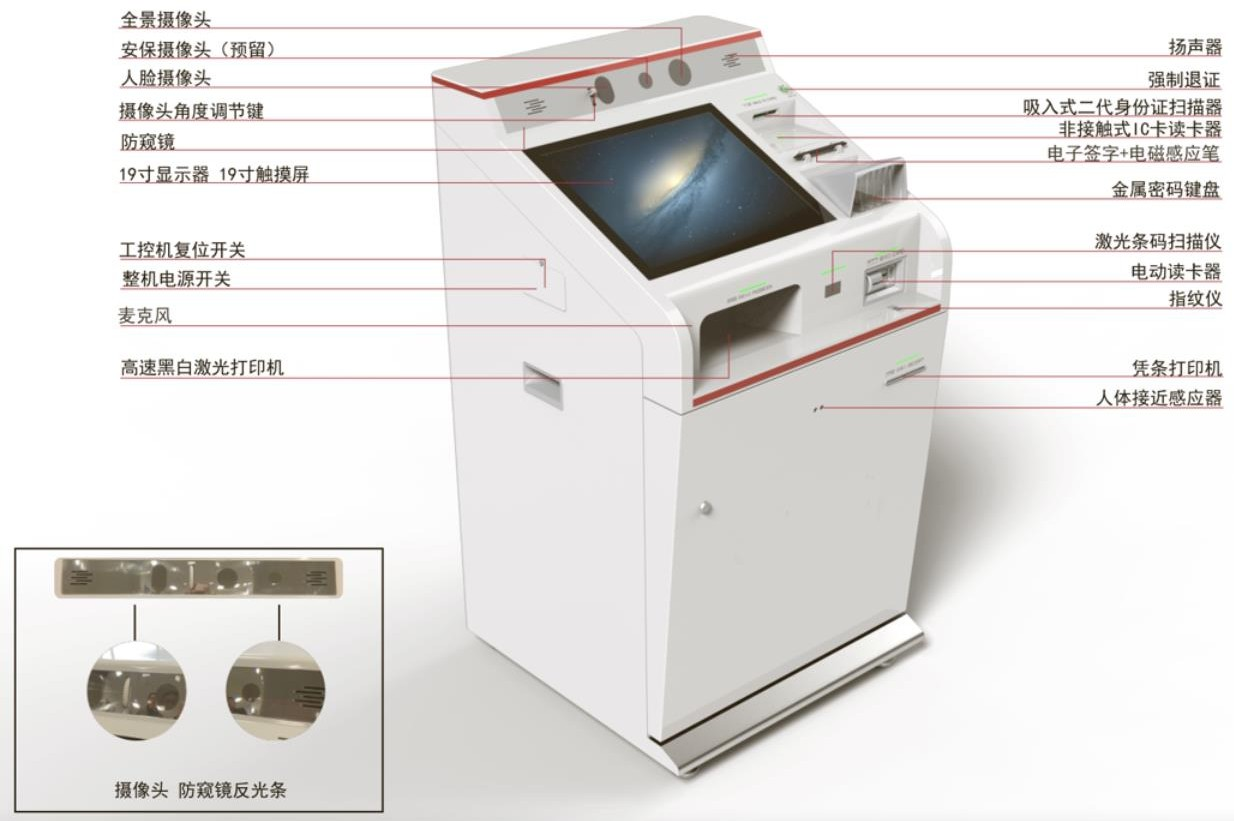 全景摄像头
安保摄像头（预留）
人脸摄像头
摄像头角度调节键
防窥镜
19寸显示器 19寸触摸屏
工控机复位开关
整机电源开关
麦克风
高速黑白激光打印机
扬声器
强制退证
吸入式二代身份证扫描器
非接触式IC卡读卡器
电子签字+电磁感应笔
金属密码键盘
激光条码扫描仪
电动读卡器
指纹仪
凭条打印机
人体接近感应器
摄像头 防窥镜反光条